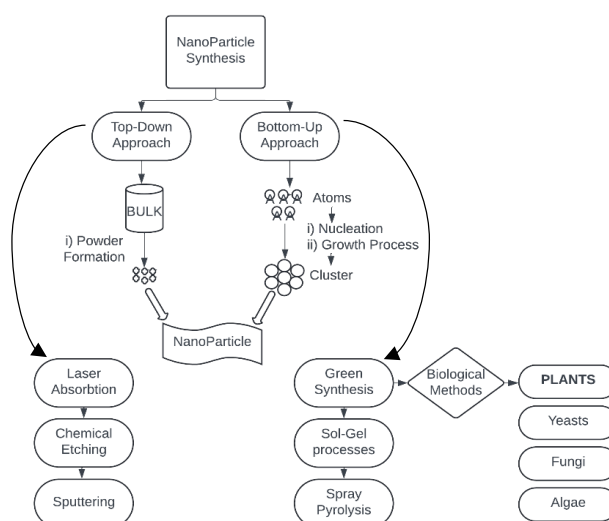 NanoParticle
Synthesis
Top-Down
Approach
Bottom-Up
Approach
BULK
Atoms
i) Nucleation
ii) Growth Process
i) Powder
Formation
Cluster
NanoParticle
Laser
Absorbtion
Green
Synthesis
Biological
Methods
PLANTS
Chemical
Etching
Sol-Gel
processes
Yeasts
Fungi
Sputtering
Spray
Pyrolysis
Algae